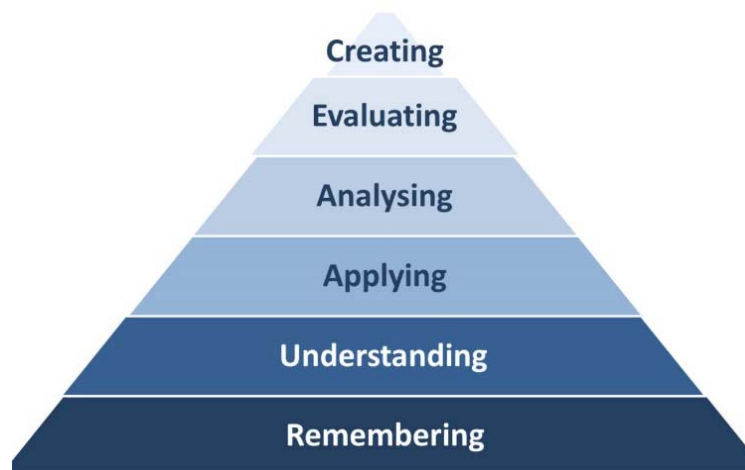 Creating
Evaluating
Analysing
Applying
Understanding
Remembering